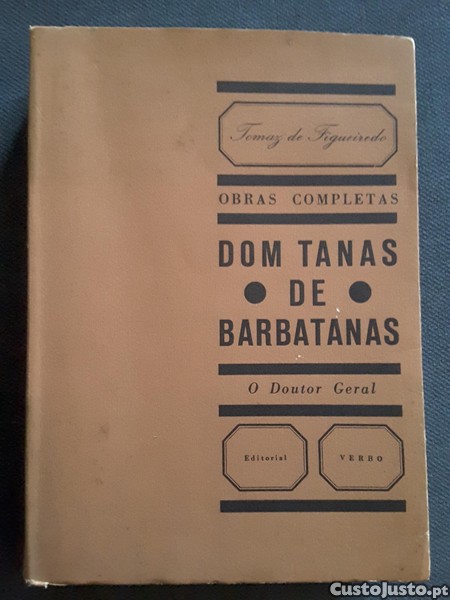 Tomaz de Figueiredo
OBRAS COMPLETAS
DOM TANAS
• DE •
BARBATANAS
O Doutor Geral
Editorial VERBO
CustoJusto.pt